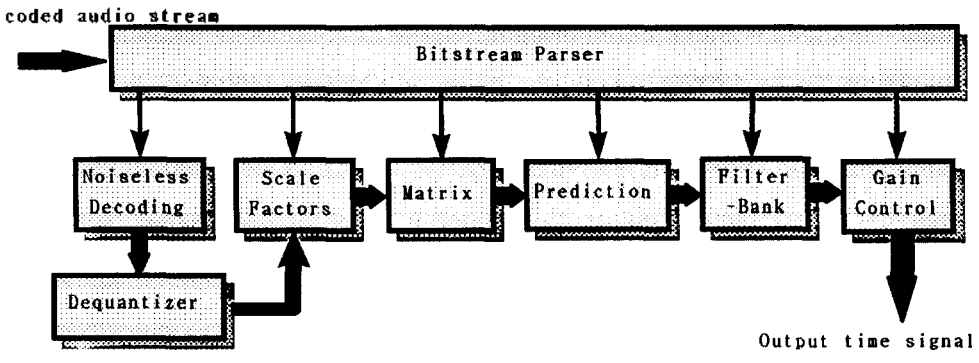 coded audio stream
Bitstream Parser
Noiseless
Decoding
Scale
Factors
Matrix
Prediction
Filter
-Bank
Gain
Control
Dequantizer
Output time signal